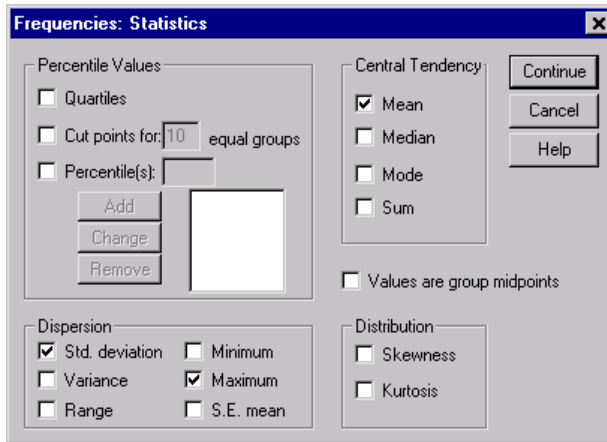 Frequencies: Statistics
Percentile Values
Quartiles
Cut points for: 10 equal groups
Percentile(s):
Add
Change
Remove
Central Tendency
Mean
Median
Mode
Sum
Continue
Cancel
Help
Values are group midpoints
Dispersion
Std. deviation Minimum
Variance Maximum
Range S.E. mean
Distribution
Skewness
Kurtosis